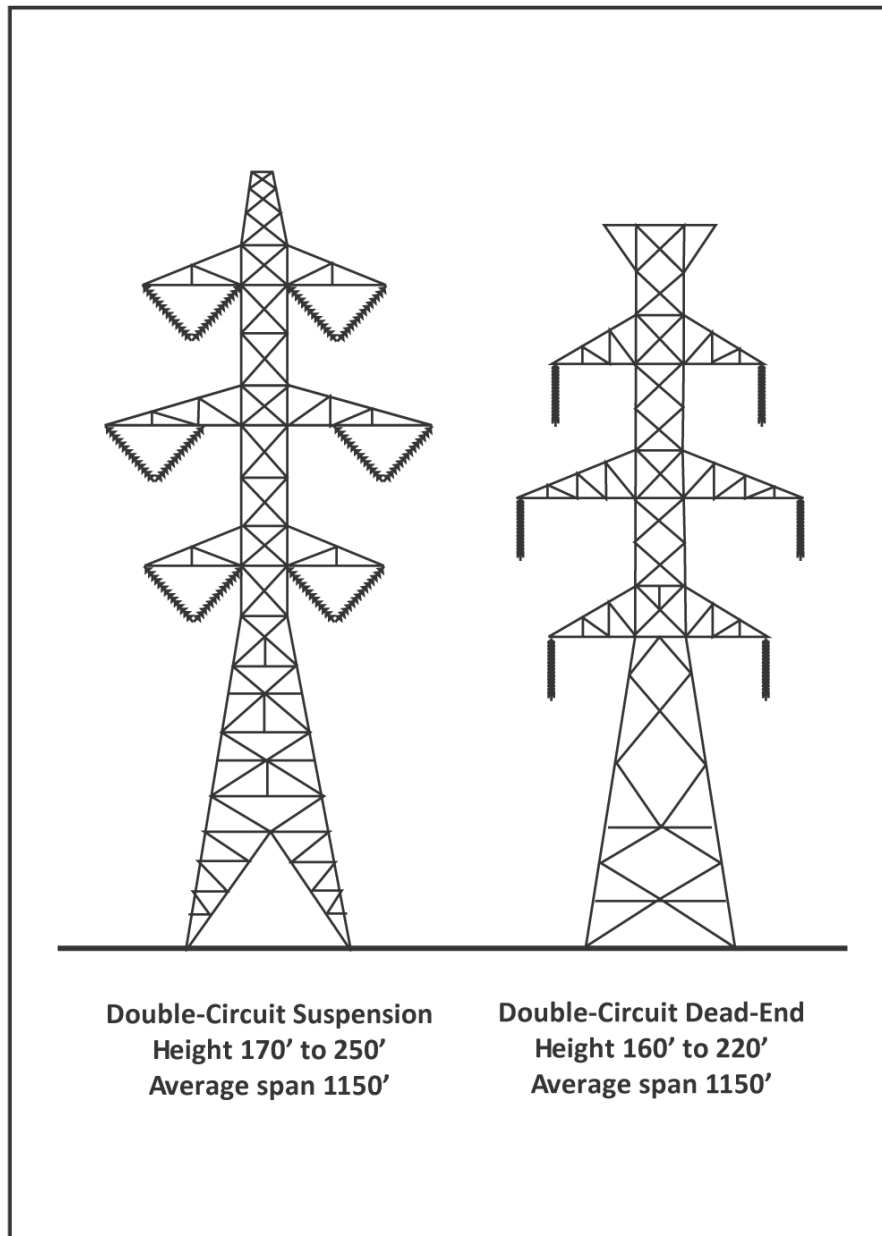 Double-Circuit Suspension
Height 170’ to 250’
Average span 1150’
Double-Circuit Dead-End
Height 160’ to 220’
Average span 1150’